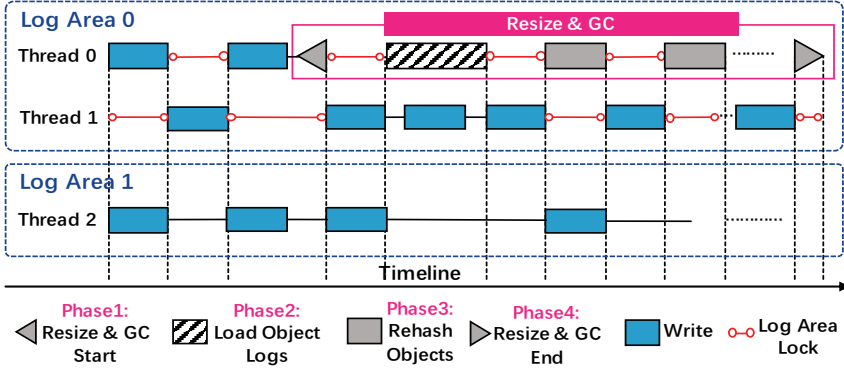 Log Area 0
Resize & GC
Thread 0
Thread 1
Log Area 1
Thread 2
Timeline
Phase1:
Resize & GC
Start
Phase2:
Load Object
Logs
Phase3:
Rehash
Objects
Phase4:
Resize & GC
End
Write
Log Area
Lock